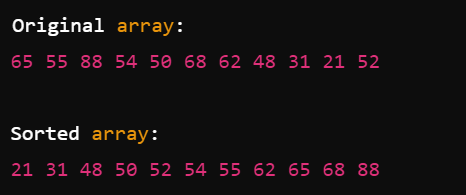 Original array:
65 55 88 54 50 68 62 48 31 21 52
Sorted array:
21 31 48 50 52 54 55 62 65 68 88